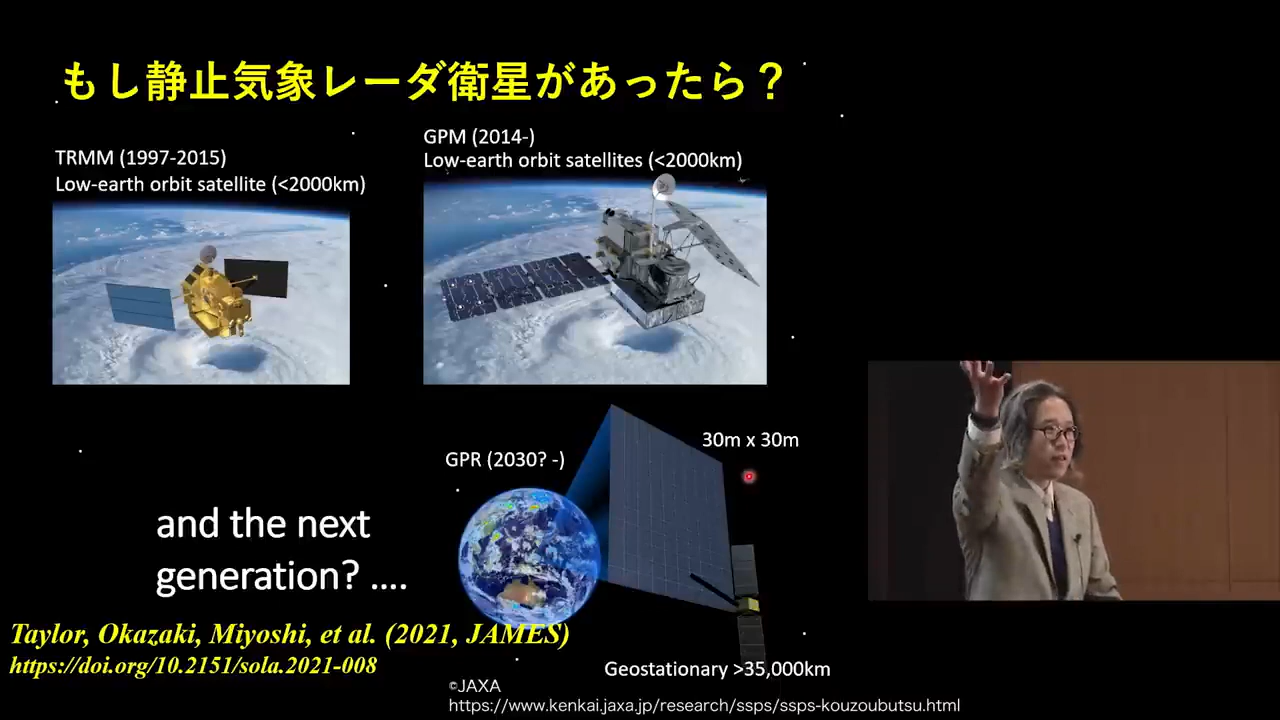 もし静止気象レーダ衛星があったら？
TRMM (1997-2015)
Low-earth orbit satellite (<2000km)
GPM (2014-)
Low-earth orbit satellites (<2000km)
GPR (2030? -)
30m x 30m
and the next
generation? ....
Taylor, Okazaki, Miyoshi, et al. (2021, JAMES)
https://doi.org/10.2151/sola.2021-008
Geostationary >35,000km
©JAXA
https://www.kenkai.jaxa.jp/research/ssps/ssps-kouzoubutsu.html